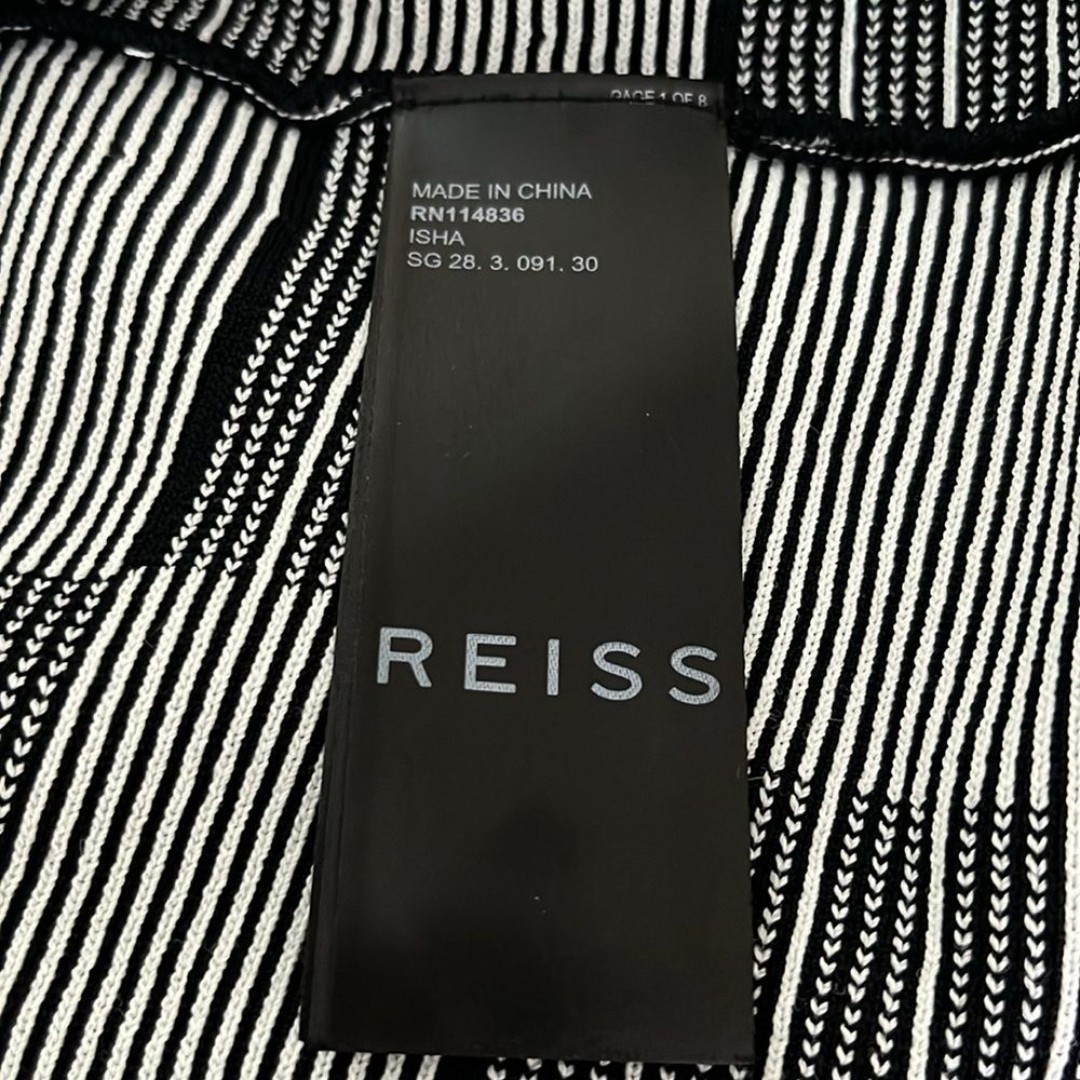 PAGE 1 OF 8
MADE IN CHINA
RN114836
ISHA
SG 28. 3. 091. 30
REISS